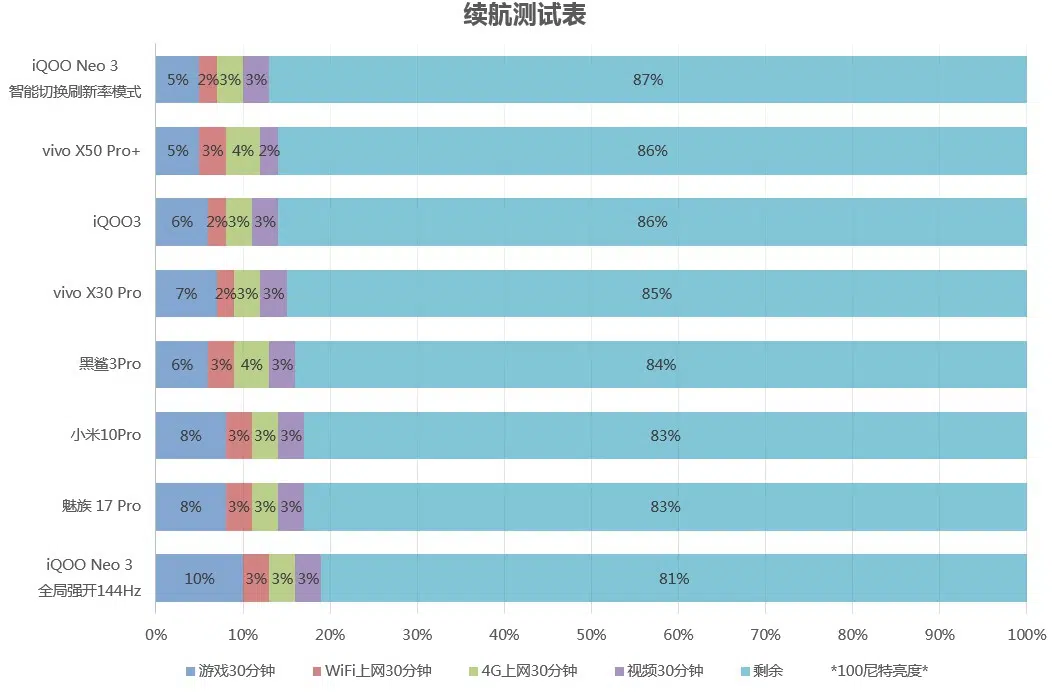 续航测试表
iQOO Neo 3
智能切换刷新率模式
5% 2% 3% 3% 87%
vivo X50 Pro+
5% 3% 4% 2% 86%
iQOO3
6% 2% 3% 3% 86%
vivo X30 Pro
7% 2% 3% 3% 85%
黑鲨3Pro
6% 3% 4% 3% 84%
小米10Pro
8% 3% 3% 3% 83%
魅族 17 Pro
8% 3% 3% 3% 83%
iQOO Neo 3
全局强开144Hz
10% 3% 3% 3% 81%
0% 10% 20% 30% 40% 50% 60% 70% 80% 90% 100%
游戏30分钟 WiFi上网30分钟 4G上网30分钟 视频30分钟 剩余 *100尼特亮度*